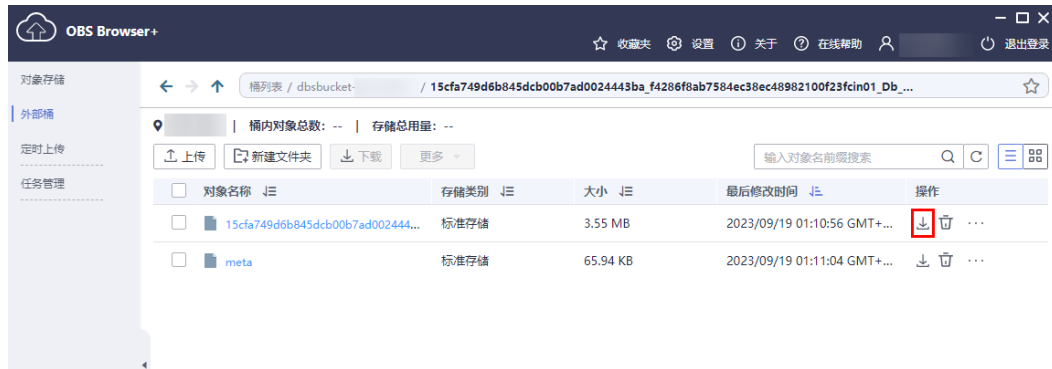 OBS Browser+
收藏夹 设置 关于 在线帮助 退出登录
对象存储
外部桶
定时上传
任务管理
桶列表 / dbsbucket- / 15cfa749d6b845dcb00b7ad0024443ba_f4286f8ab7584ec38ec48982100f23fcin01_Db_...
桶内对象总数: -- | 存储总用量: --
上传 新建文件夹 下载 更多 输入对象名前缀搜索
对象名称 存储类别 大小 最后修改时间 操作
15cfa749d6b845dcb00b7ad002444... 标准存储 3.55 MB 2023/09/19 01:10:56 GMT+... ...
meta 标准存储 65.94 KB 2023/09/19 01:11:04 GMT+... ...